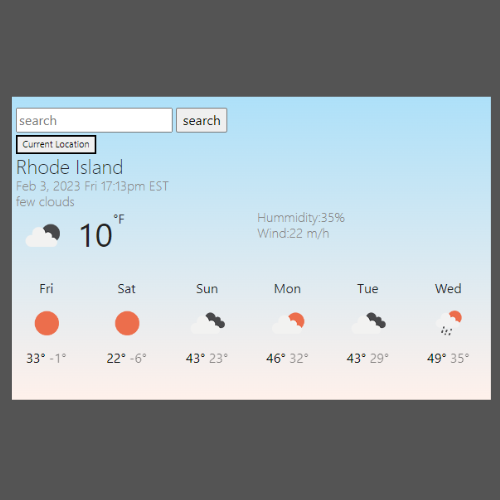 search search
Current Location
Rhode Island
Feb 3, 2023 Fri 17:13pm EST
few clouds
10 °F
Hummidity:35%
Wind:22 m/h
Fri Sat Sun Mon Tue Wed
33° -1° 22° -6° 43° 23° 46° 32° 43° 29° 49° 35°